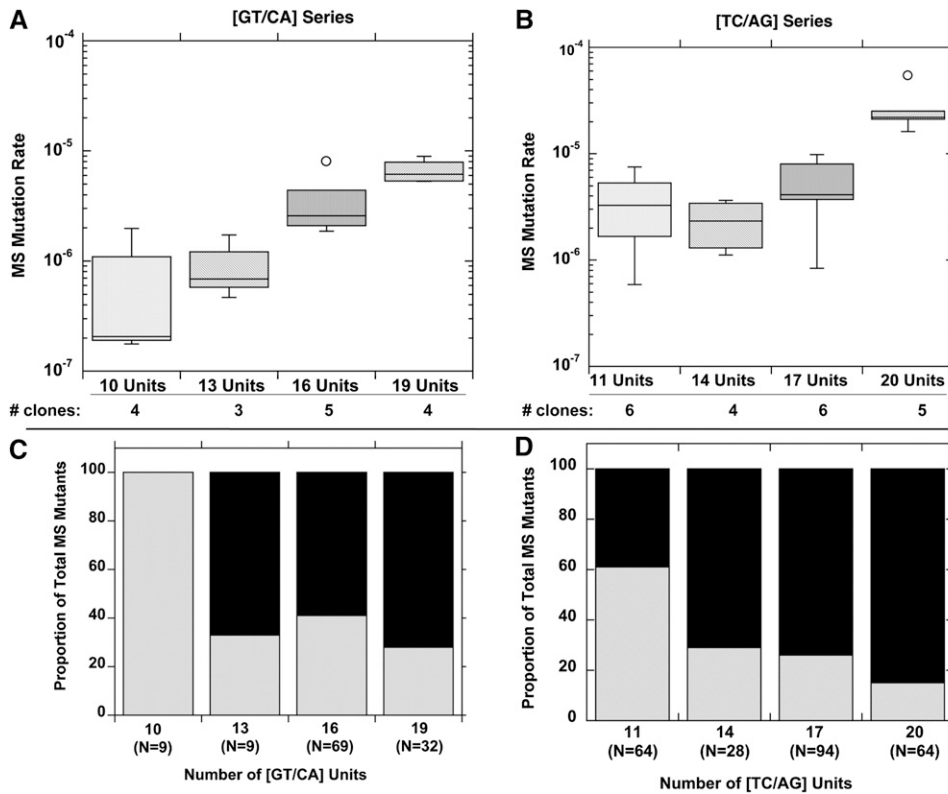 A
[GT/CA] Series
MS Mutation Rate
10-4
10-5
10-6
10-7
10 Units 13 Units 16 Units 19 Units
# clones: 4 3 5 4
B
[TC/AG] Series
MS Mutation Rate
10-4
10-5
10-6
10-7
11 Units 14 Units 17 Units 20 Units
# clones: 6 4 6 5
C
Proportion of Total MS Mutants
100
80
60
40
20
0
10 13 16 19
(N=9) (N=9) (N=69) (N=32)
Number of [GT/CA] Units
D
Proportion of Total MS Mutants
100
80
60
40
20
0
11 14 17 20
(N=64) (N=28) (N=94) (N=64)
Number of [TC/AG] Units